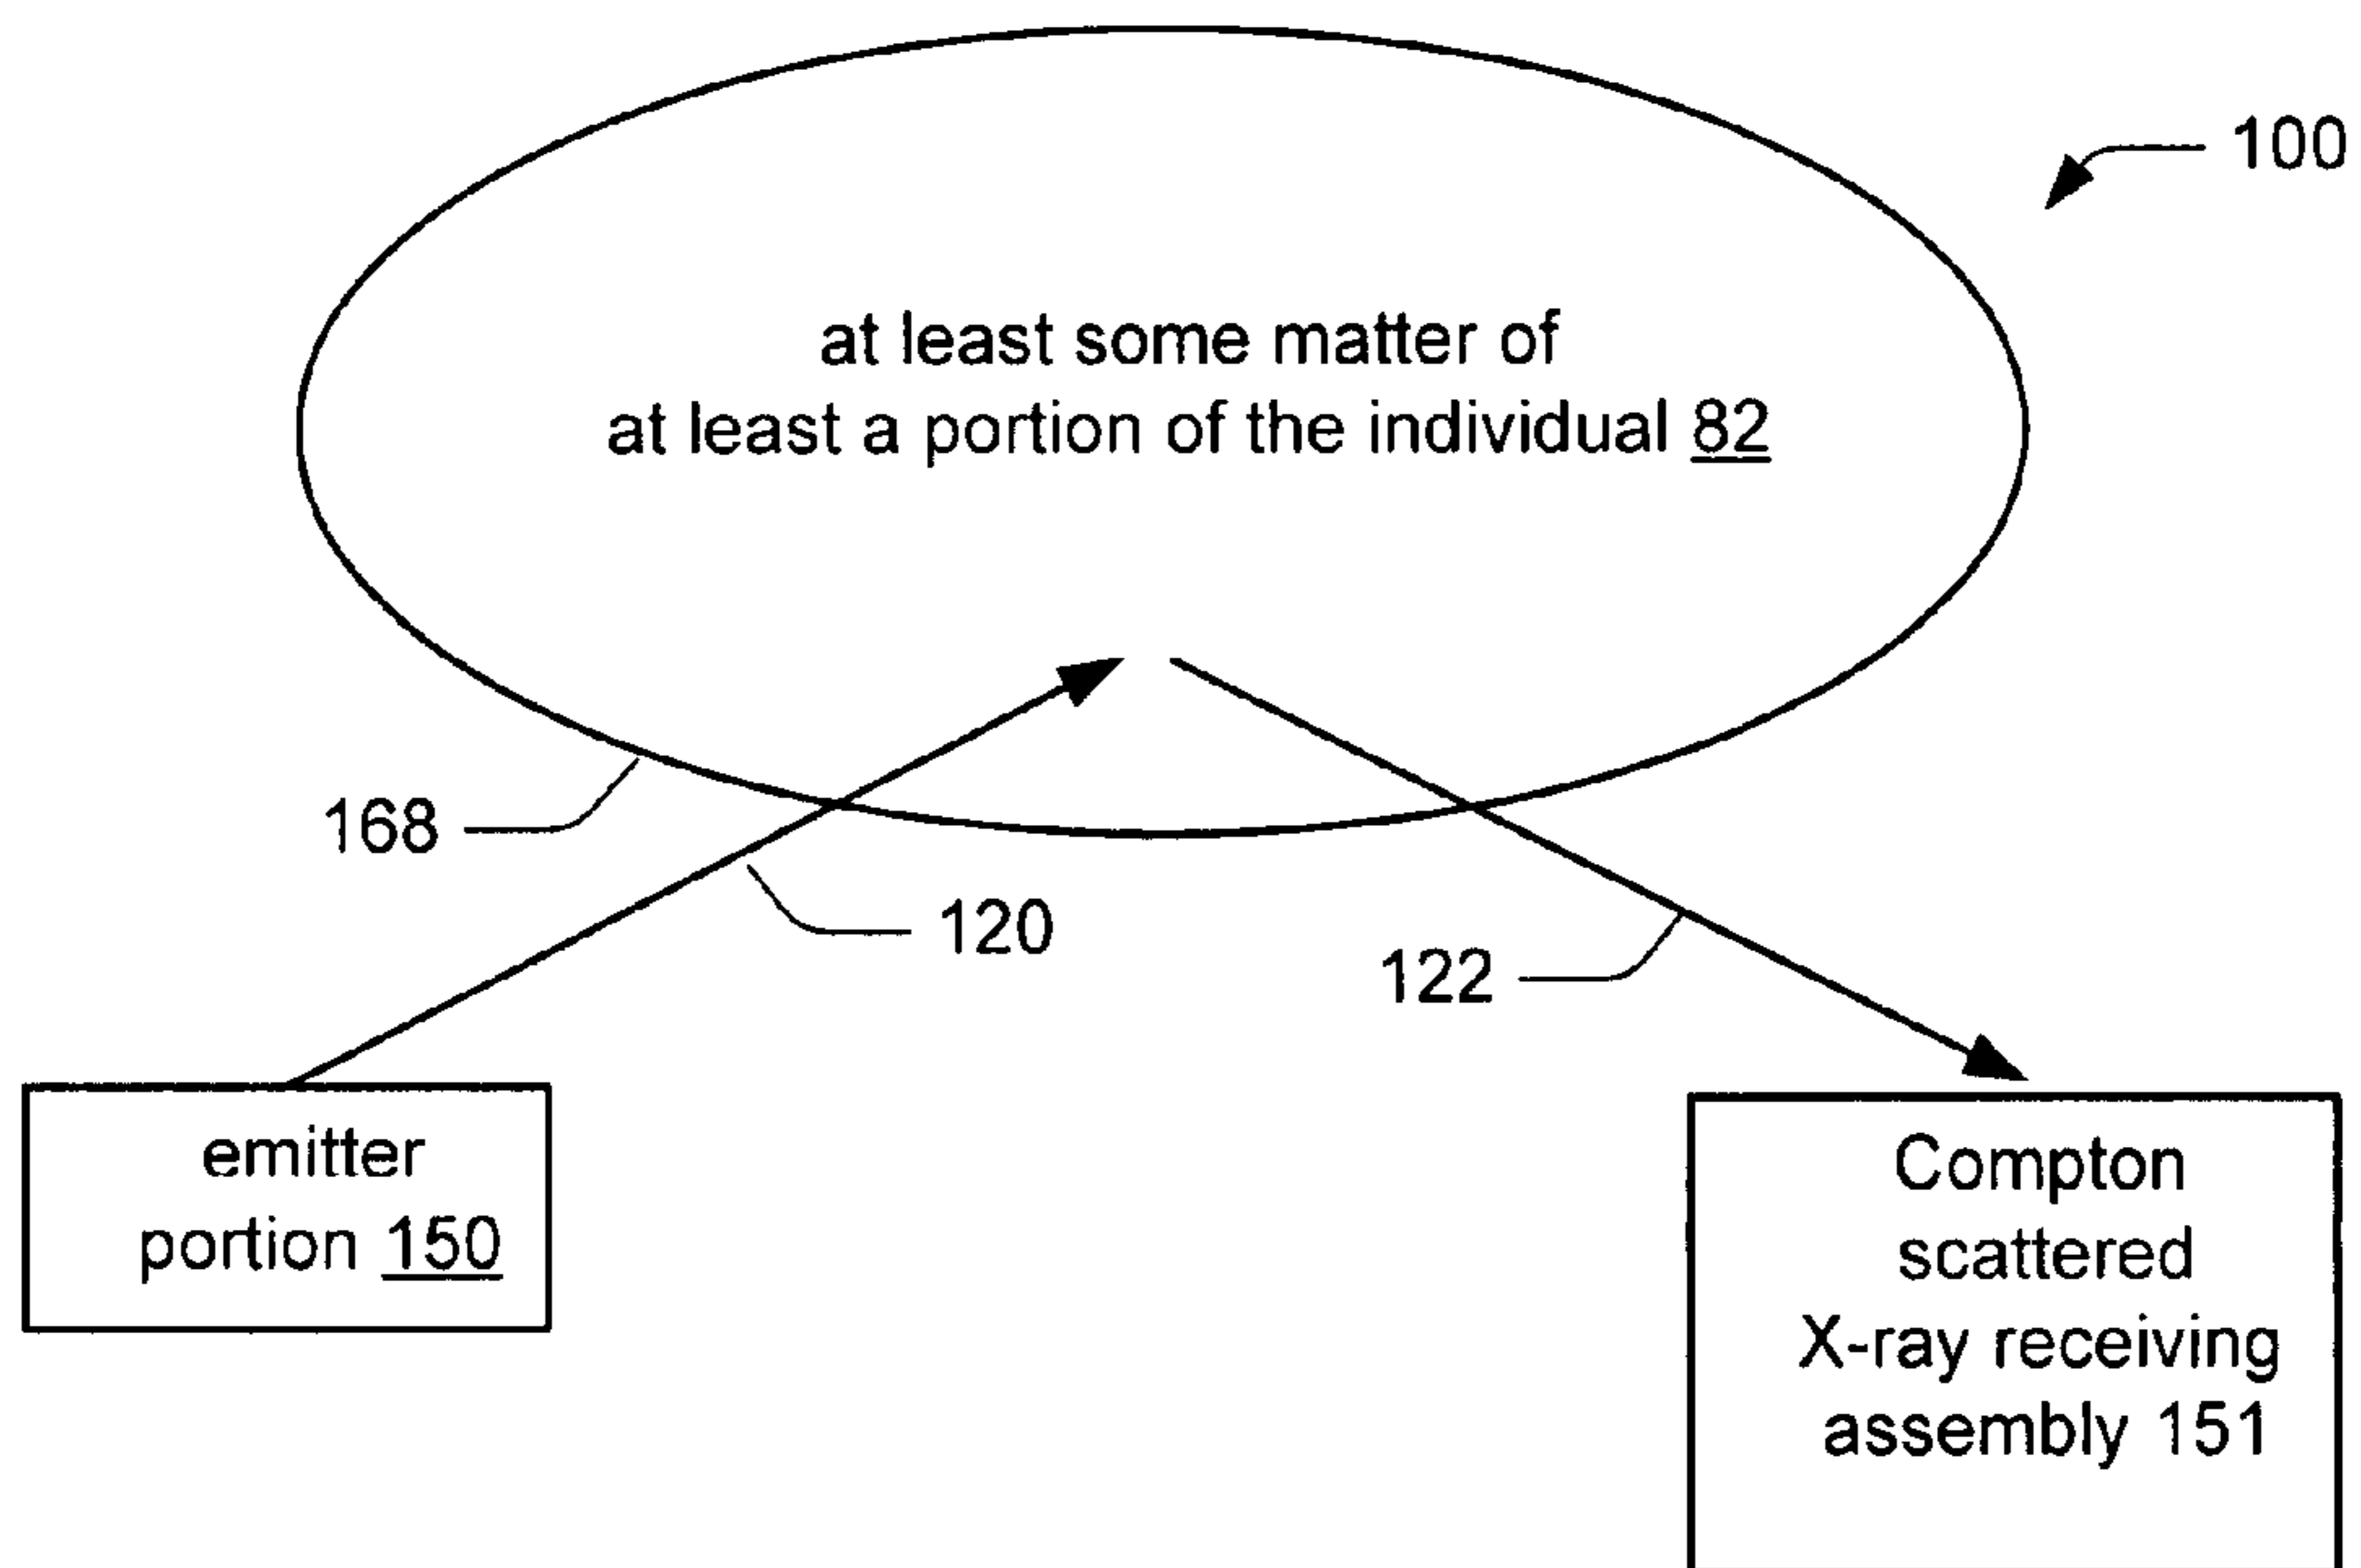 100
at least some matter of
at least a portion of the individual 82
168
120
122
emitter
portion 150
Compton
scattered
X-ray receiving
assembly 151